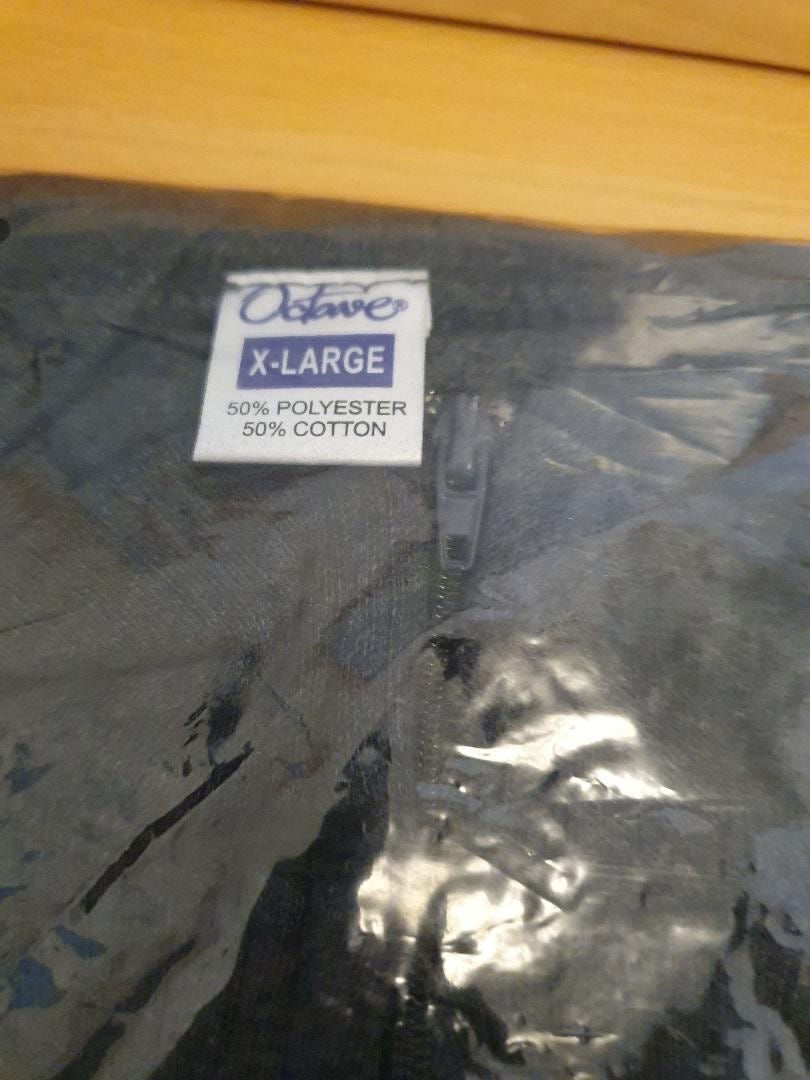 Octave®
X-LARGE
50% POLYESTER
50% COTTON